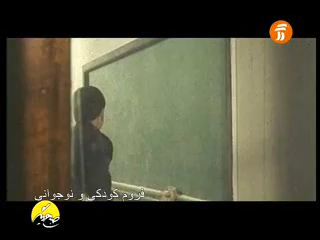 فروم کودکی و نوجوانی